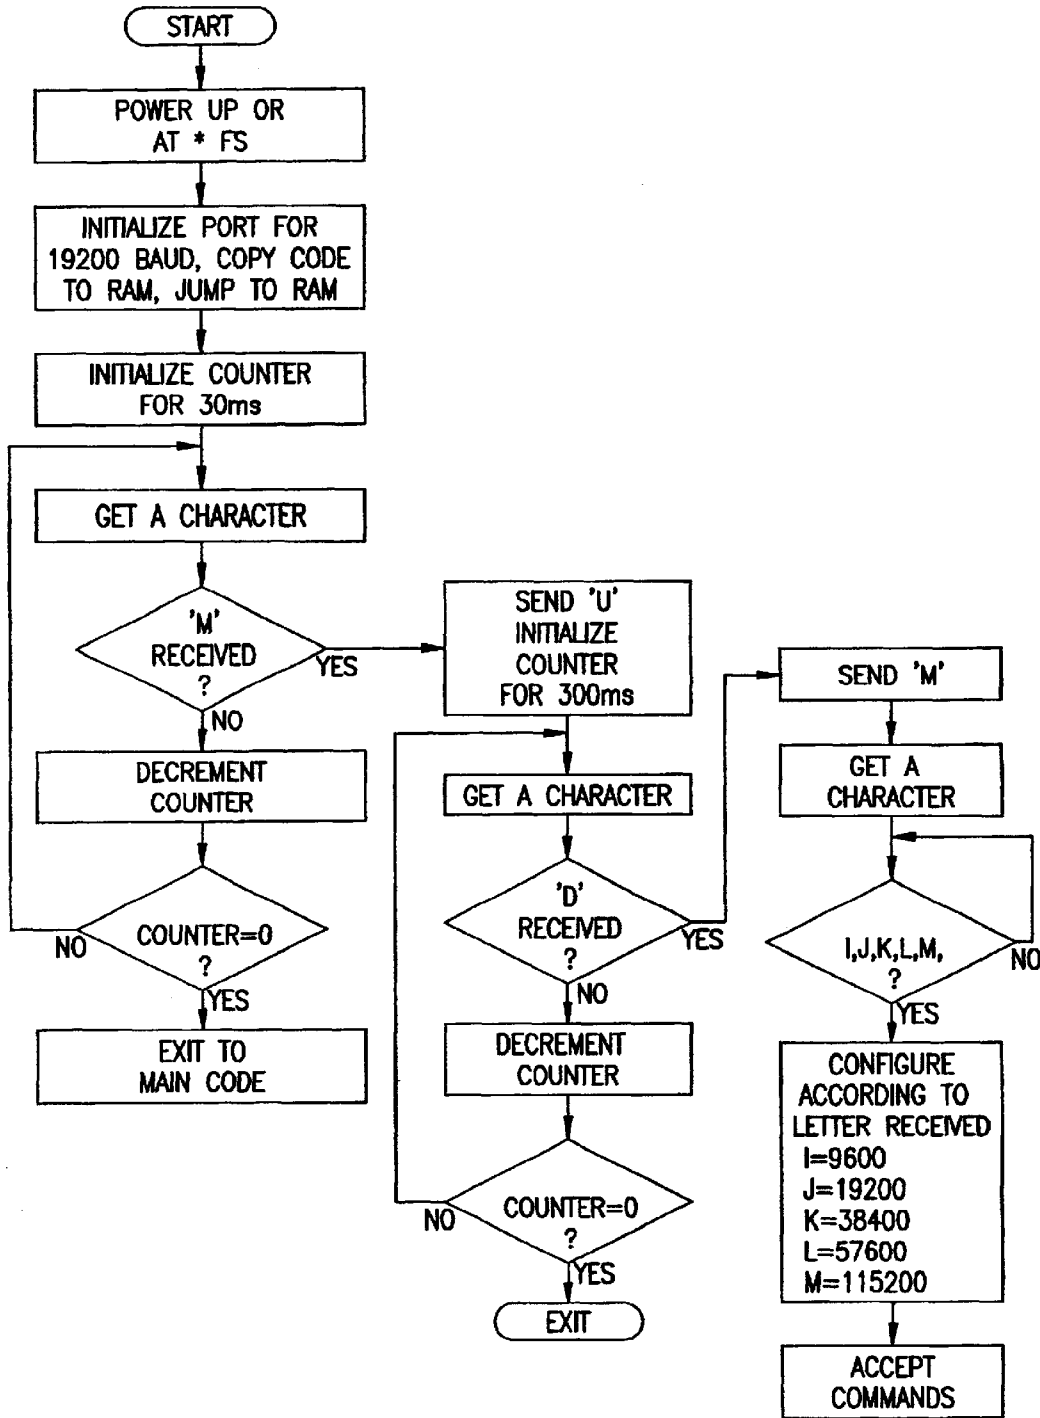 START
POWER UP OR
AT * FS
INITIALIZE PORT FOR
19200 BAUD, COPY CODE
TO RAM, JUMP TO RAM
INITIALIZE COUNTER
FOR 30ms
GET A CHARACTER
'M'
RECEIVED
?
YES
NO
DECREMENT
COUNTER
COUNTER=0
?
NO
YES
EXIT TO
MAIN CODE
SEND 'U'
INITIALIZE
COUNTER
FOR 300ms
GET A CHARACTER
'D'
RECEIVED
?
YES
NO
DECREMENT
COUNTER
COUNTER=0
?
NO
YES
EXIT
SEND 'M'
GET A
CHARACTER
I,J,K,L,M,
?
NO
YES
CONFIGURE
ACCORDING TO
LETTER RECEIVED
I=9600
J=19200
K=38400
L=57600
M=115200
ACCEPT
COMMANDS